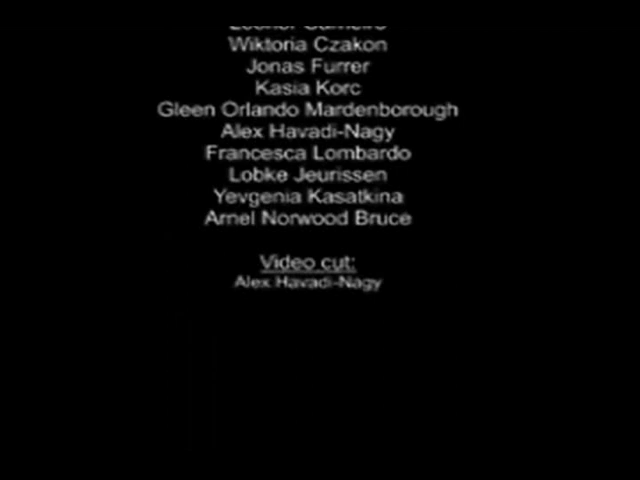 Wiktoria Czakon
Jonas Furrer
Kasia Korc
Gleen Orlando Mardenborough
Alex Havadi-Nagy
Francesca Lombardo
Lobke Jeurissen
Yevgenia Kasatkina
Arnel Norwood Bruce
Video cut:
Alex Havadi-Nagy